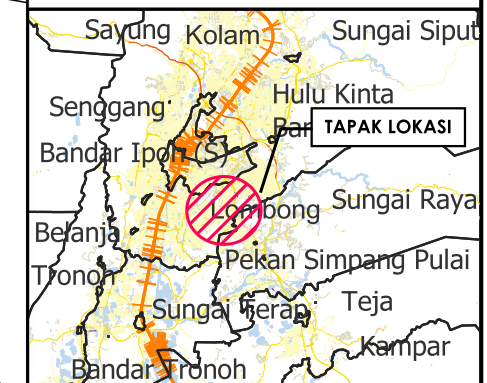 Sayung
Kolam
Sungai Siput
Senggang
Hulu Kinta
TAPAK LOKASI
Bandar Ipoh (S)
Lombong
Sungai Raya
Belanja
Pekan Simpang Pulai
Tronoh
Sungai Terap
Teja
Kampar
Bandar Tronoh